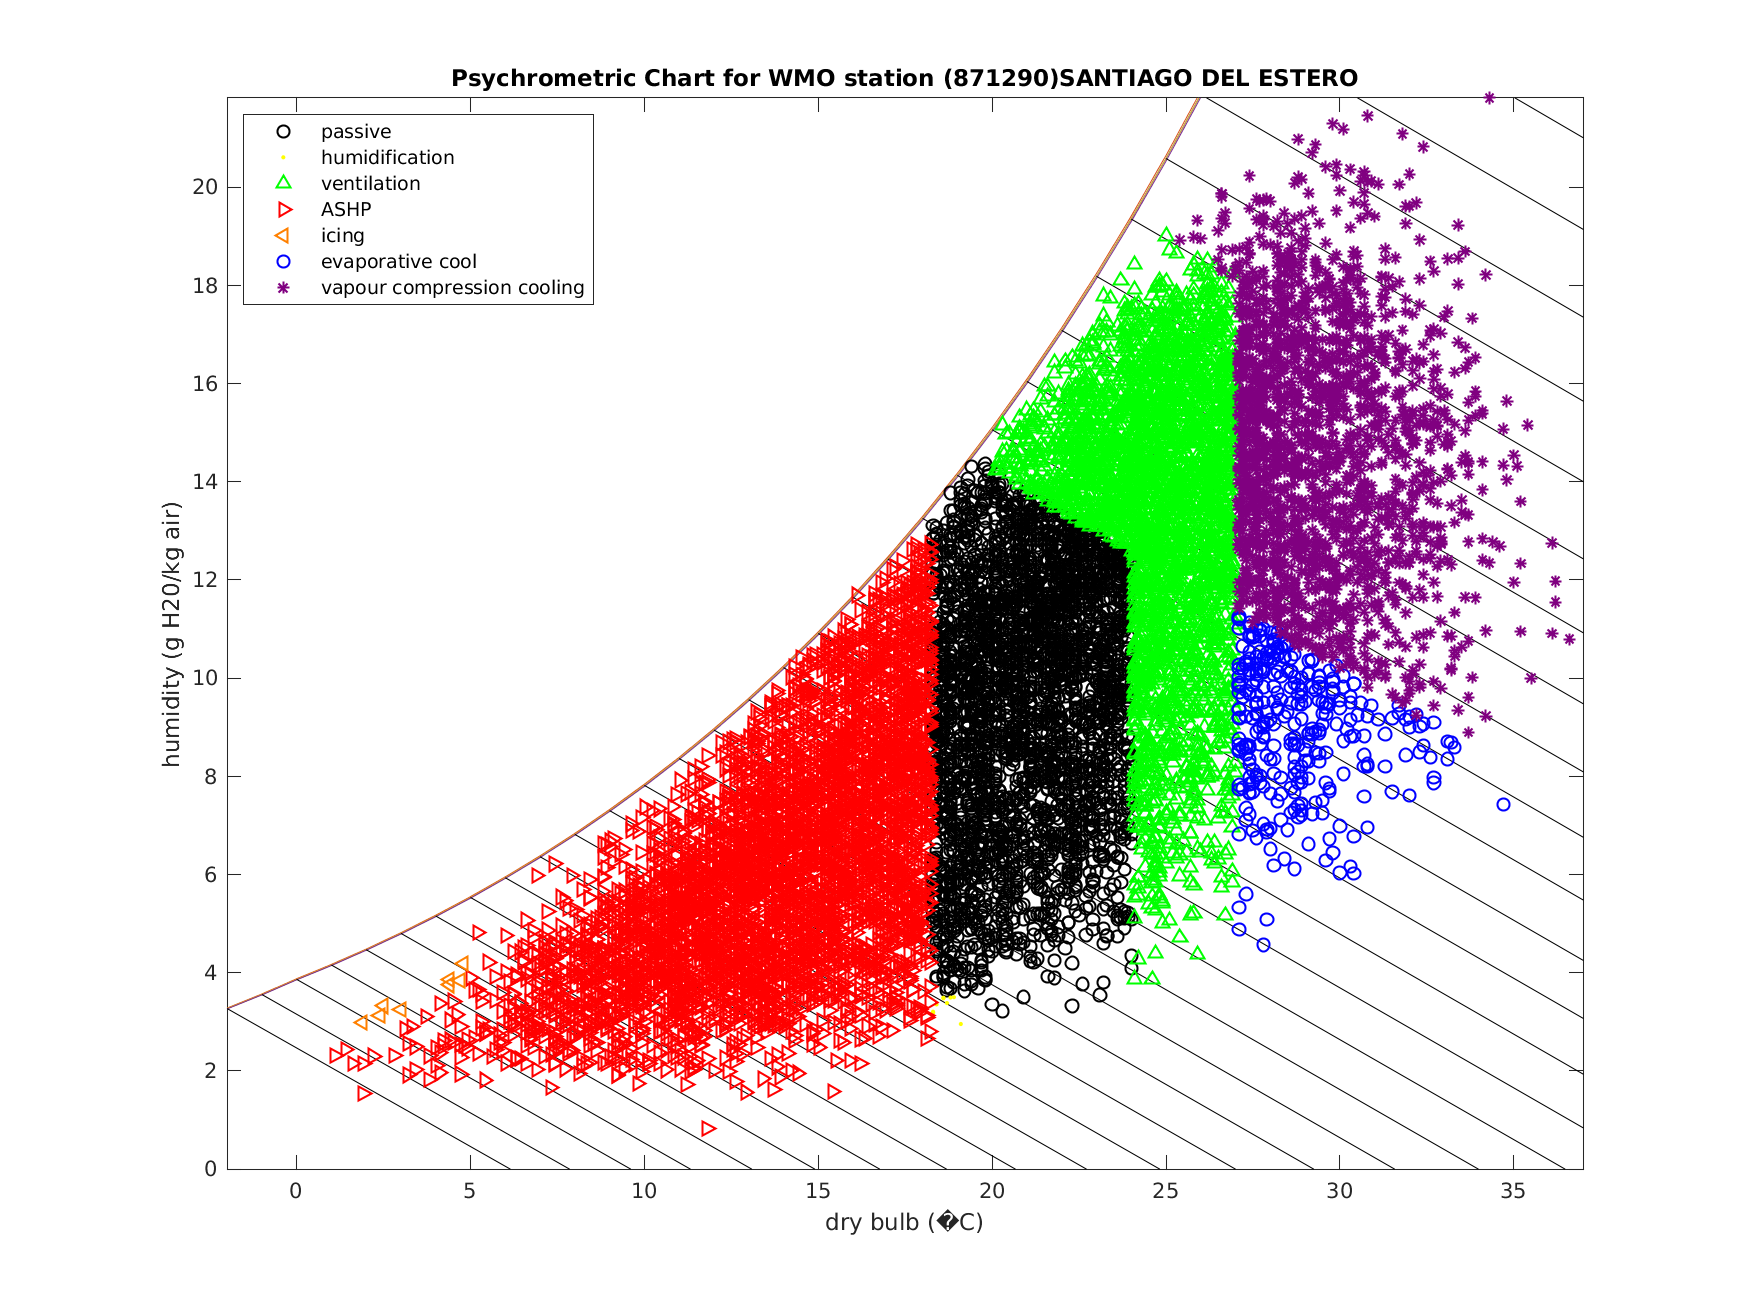 Psychrometric Chart for WMO station (871290)SANTIAGO DEL ESTERO
passive
humidification
ventilation
ASHP
icing
evaporative cool
vapour compression cooling
humidity (g H20/kg air)
20
18
16
14
12
10
8
6
4
2
0
0 5 10 15 20 25 30 35
dry bulb (�C)